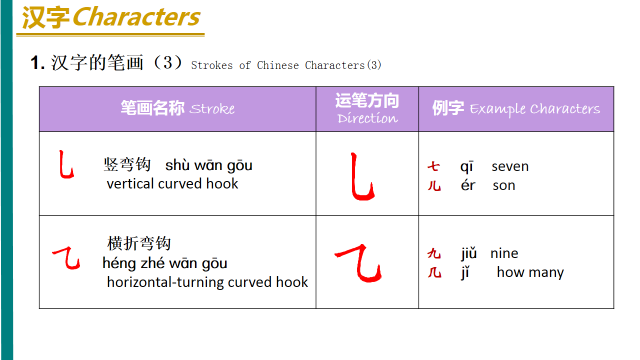 汉字Characters
1. 汉字的笔画（3）Strokes of Chinese Characters(3)
笔画名称 Stroke
运笔方向
Direction
例字 Example Characters
乚 竖弯钩 shù wān gōu
vertical curved hook
乚
七 qī seven
儿 ér son
㇈ 横折弯钩
héng zhé wān gōu
horizontal-turning curved hook
㇈
九 jiǔ nine
几 jǐ how many